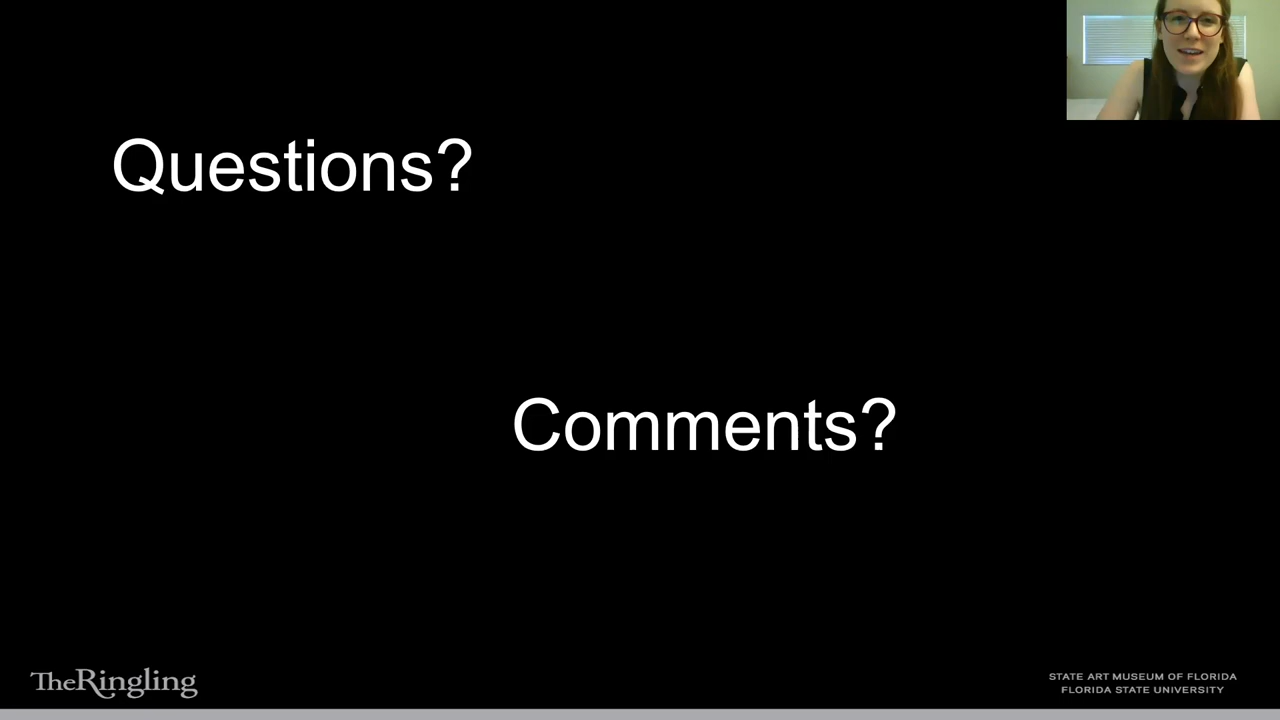 Questions?
Comments?
TheRingling
STATE ART MUSEUM OF FLORIDA
FLORIDA STATE UNIVERSITY